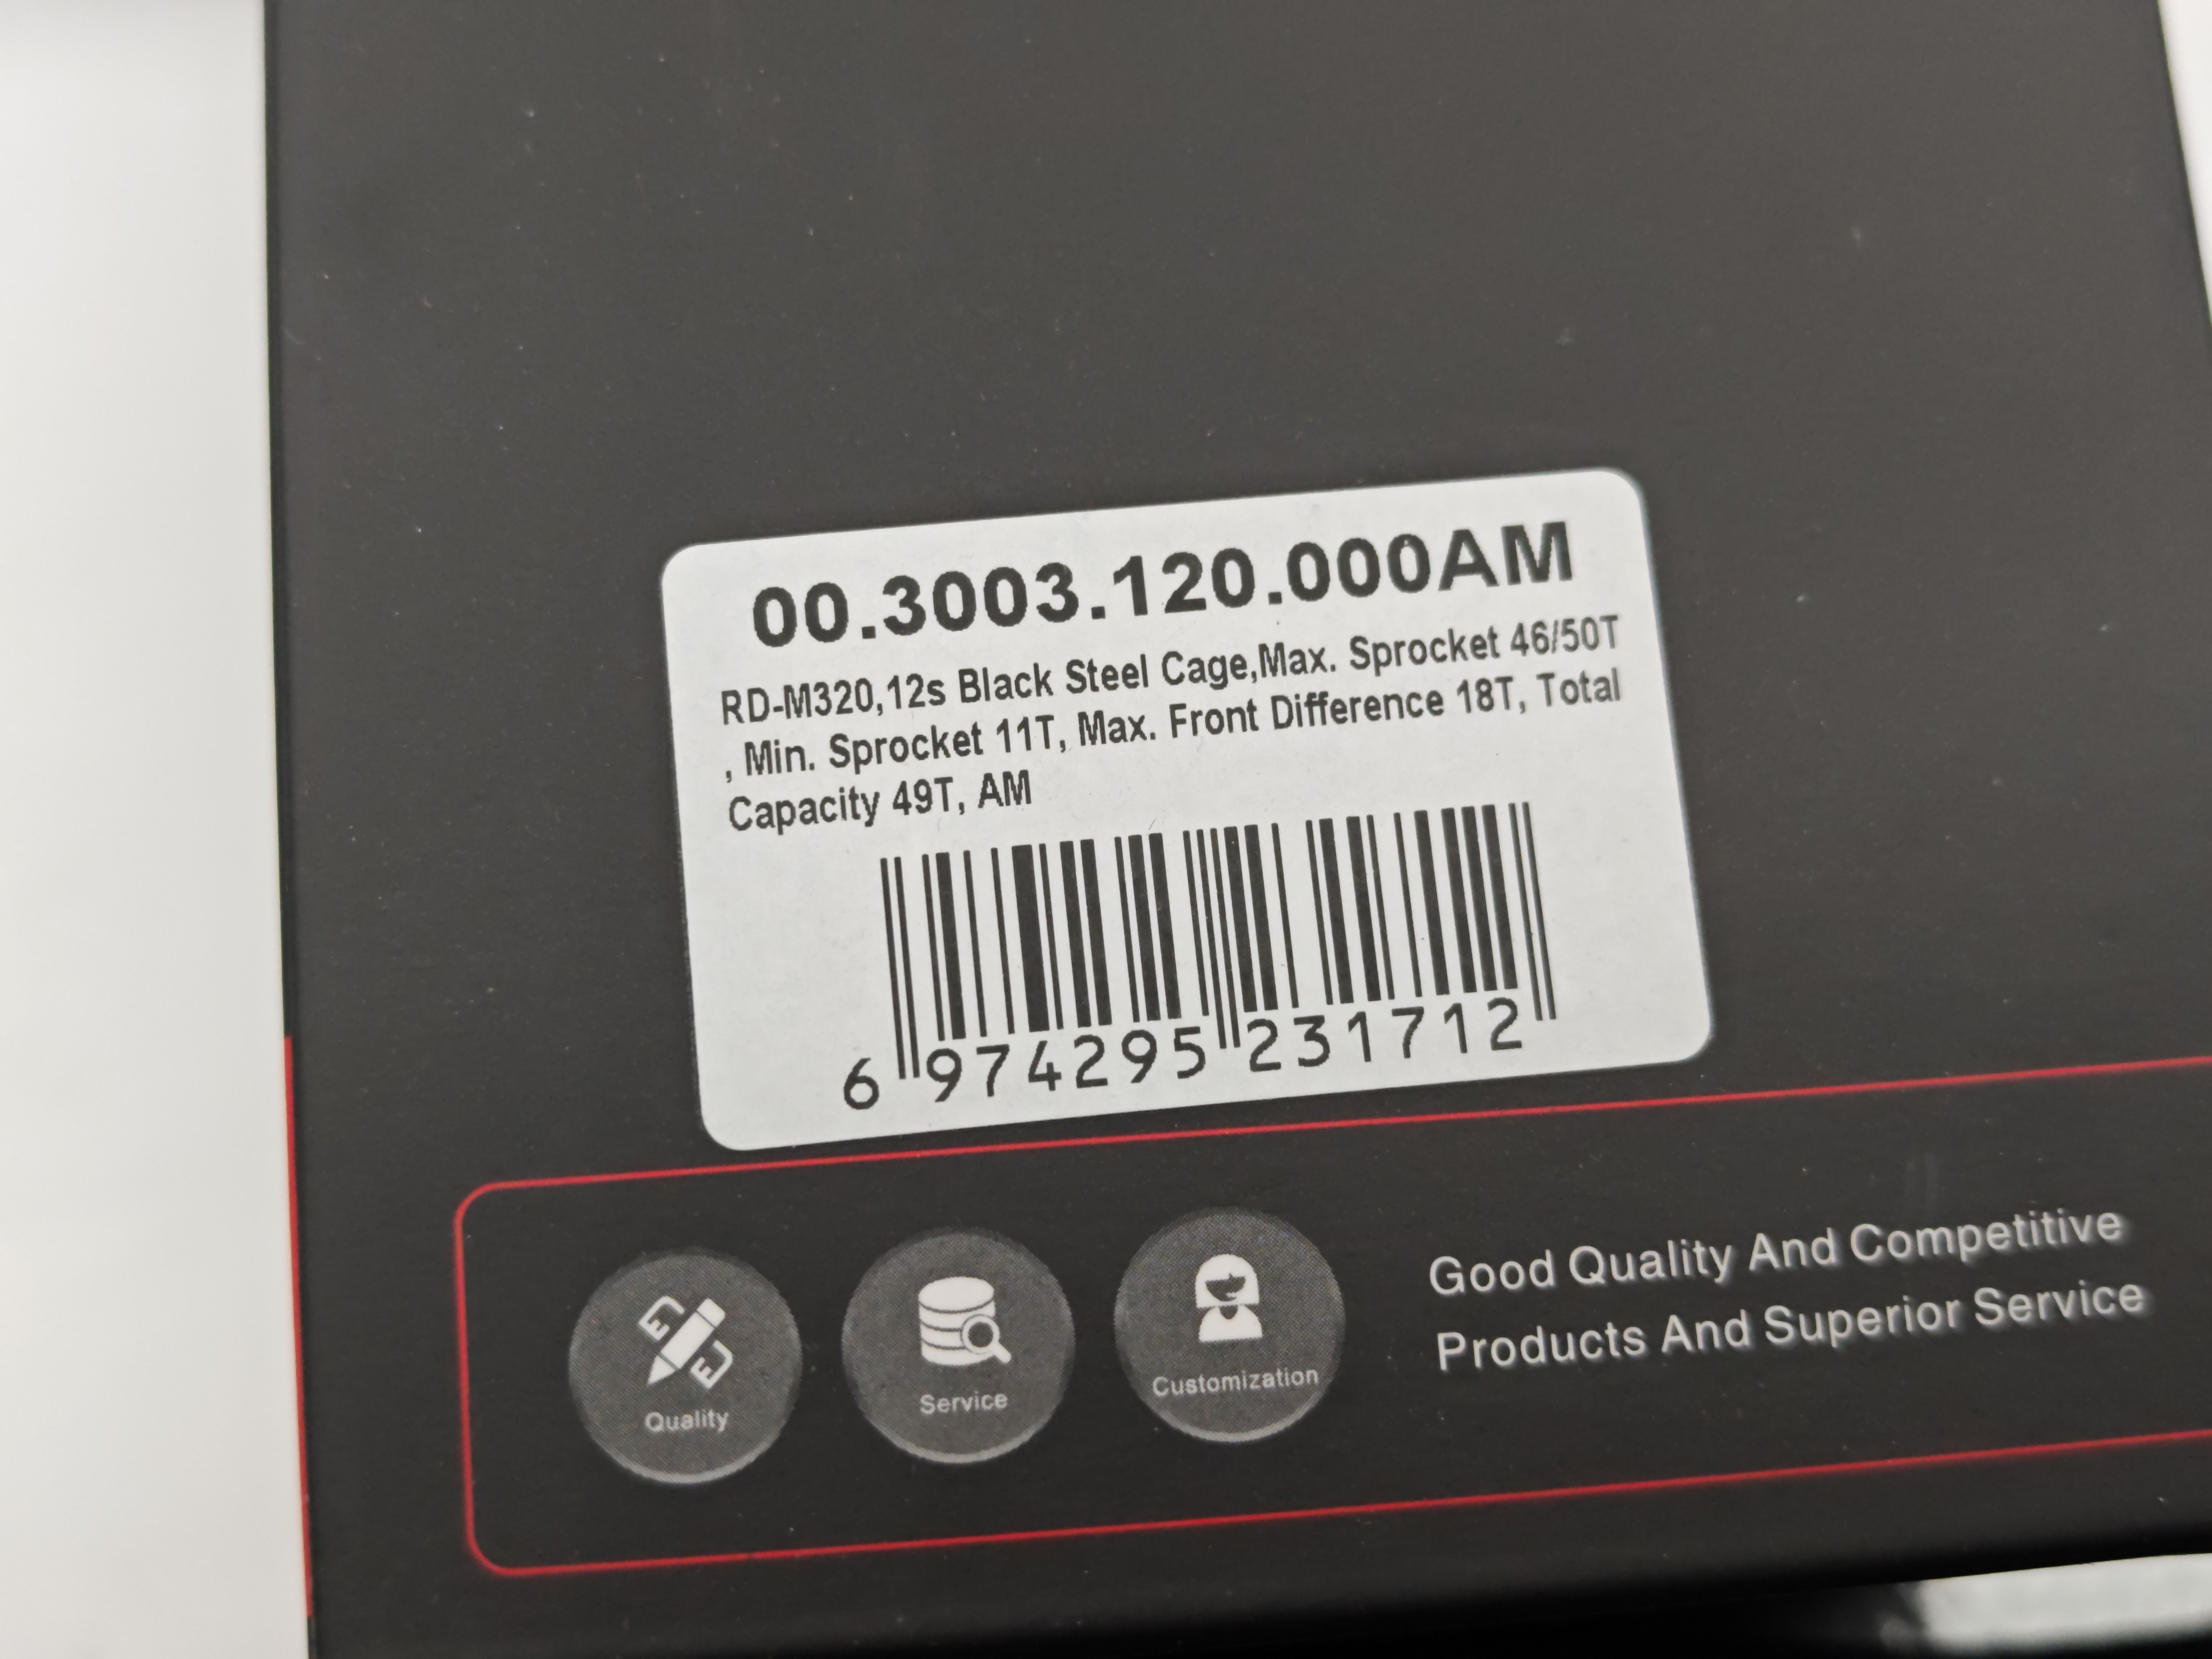 00.3003.120.000AM
RD-M320,12s Black Steel Cage,Max. Sprocket 46/50T
, Min. Sprocket 11T, Max. Front Difference 18T, Total
Capacity 49T, AM
6 974295 231712
Quality
Service
Customization
Good Quality And Competitive
Products And Superior Service